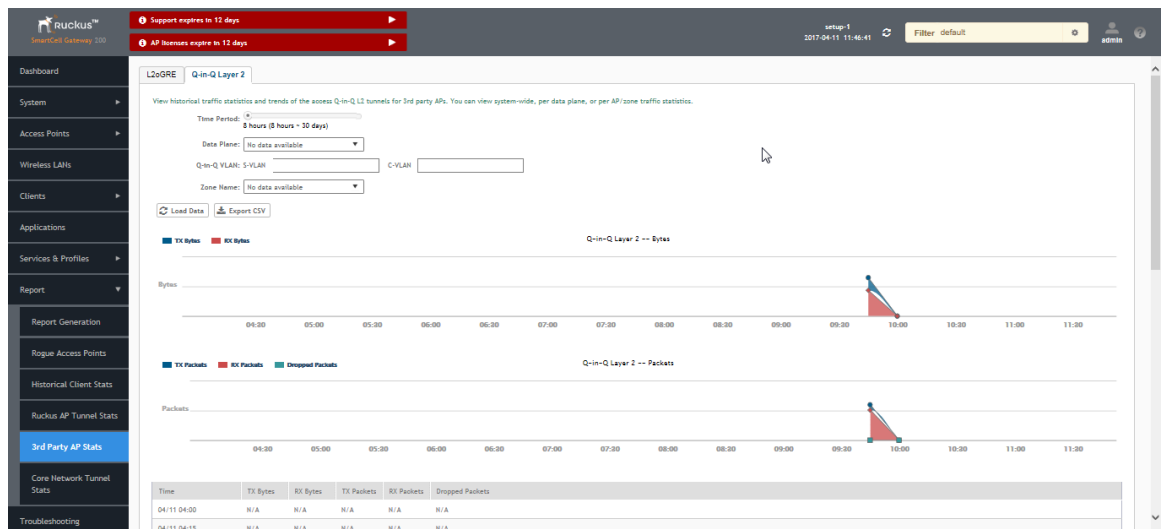 Ruckus™
SmartCell Gateway 200
Support expires in 12 days
AP licenses expire in 12 days
setup-1
2017-04-11 11:46:41
Filter default
admin
Dashboard
System
Access Points
Wireless LANs
Clients
Applications
Services & Profiles
Report
Report Generation
Rogue Access Points
Historical Client Stats
Ruckus AP Tunnel Stats
3rd Party AP Stats
Core Network Tunnel
Stats
Troubleshooting
L2oGRE Q-in-Q Layer 2
View historical traffic statistics and trends of the access Q-in-Q L2 tunnels for 3rd party APs. You can view system-wide, per data plane, or per AP/zone traffic statistics.
Time Period:
8 hours (8 hours ~ 30 days)
Data Plane: No data available
Q-in-Q VLAN: S-VLAN C-VLAN
Zone Name: No data available
Load Data Export CSV
TX Bytes RX Bytes Q-in-Q Layer 2 -- Bytes
Bytes
04:30 05:00 05:30 06:00 06:30 07:00 07:30 08:00 08:30 09:00 09:30 10:00 10:30 11:00 11:30
TX Packets RX Packets Dropped Packets Q-in-Q Layer 2 -- Packets
Packets
04:30 05:00 05:30 06:00 06:30 07:00 07:30 08:00 08:30 09:00 09:30 10:00 10:30 11:00 11:30
Time TX Bytes RX Bytes TX Packets RX Packets Dropped Packets
04/11 04:00 N/A N/A N/A N/A N/A
04/11 04:15 N/A N/A N/A N/A N/A